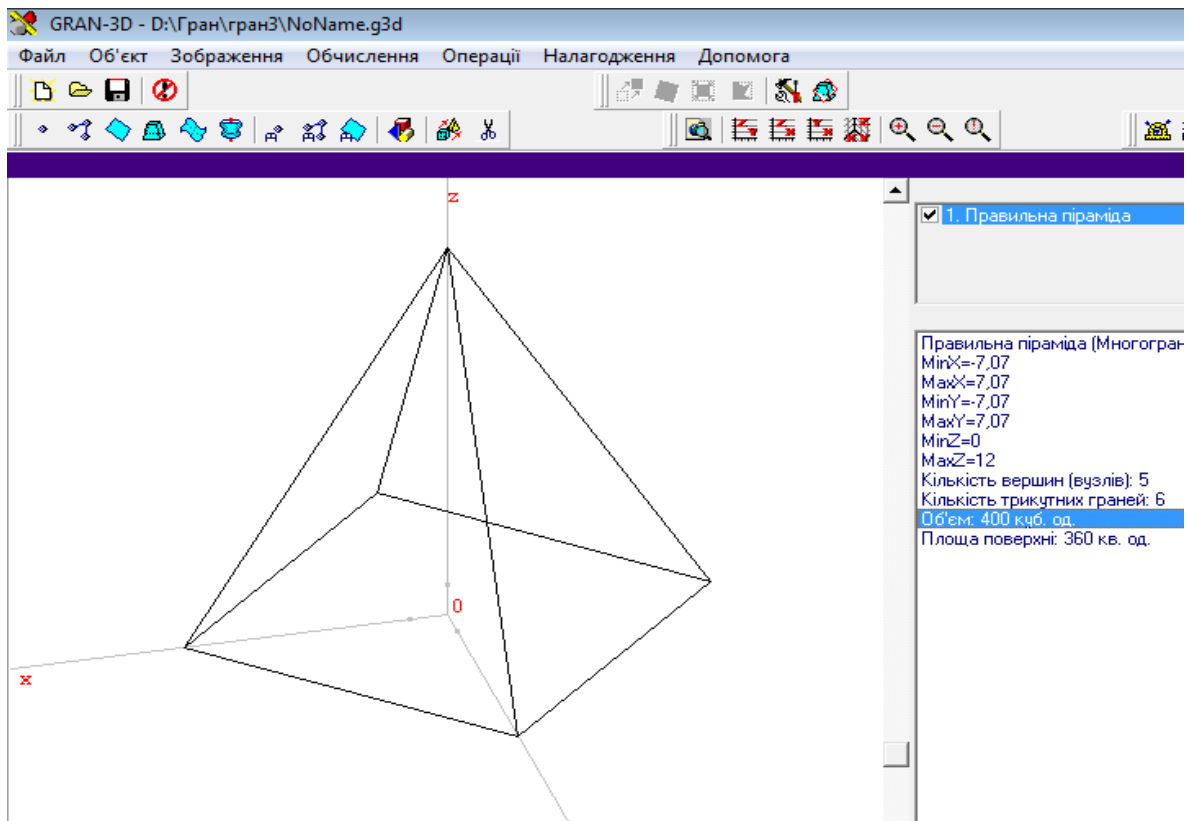 GRAN-3D - D:\Гран\гран3\NoName.g3d
Файл Об'єкт Зображення Обчислення Операції Налагодження Допомога
z
0
x
1. Правильна піраміда
Правильна піраміда (Многогран
MinX=-7,07
MaxX=7,07
MinY=-7,07
MaxY=7,07
MinZ=0
MaxZ=12
Кількість вершин (вузлів): 5
Кількість трикутних граней: 6
Об'єм: 400 куб. од.
Площа поверхні: 360 кв. од.